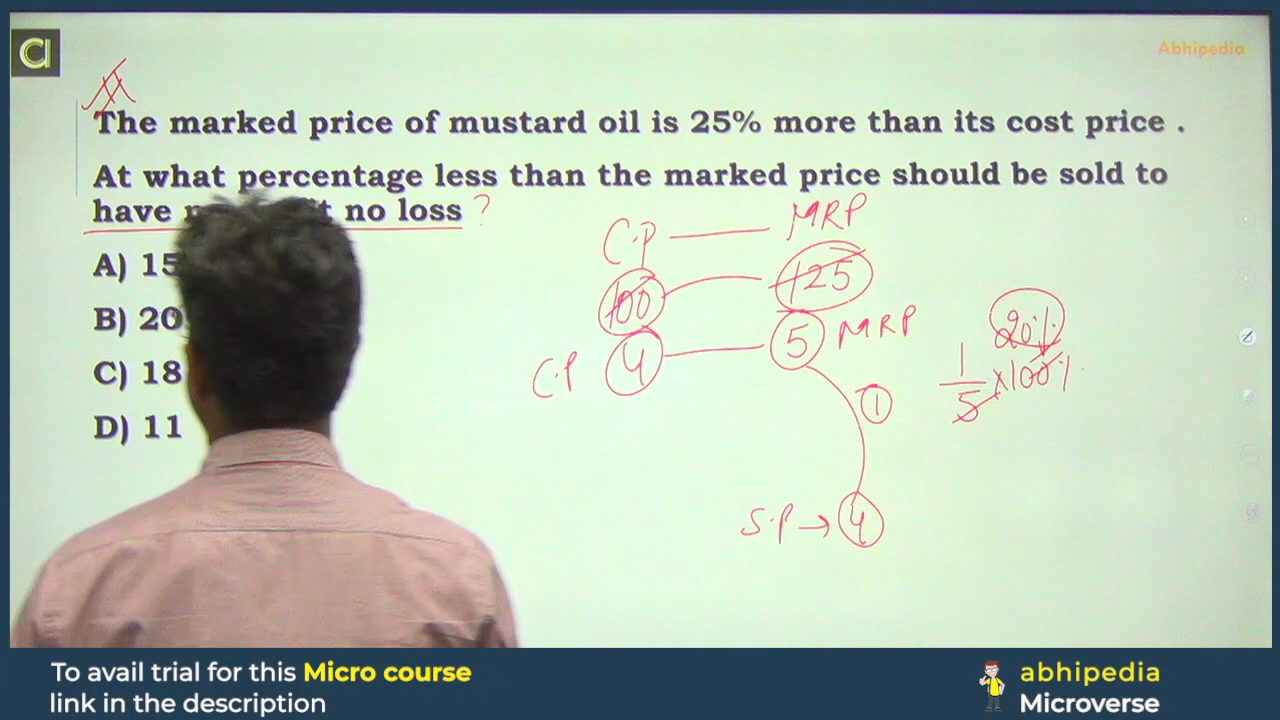 Abhipedia
The marked price of mustard oil is 25% more than its cost price .
At what percentage less than the marked price should be sold to
have no loss ?
A) 15
B) 20
C) 18
D) 11
C.P MRP
100 125
C.P 4 5 MRP
1
S.P → 4
20%
1/5 × 100%
To avail trial for this Micro course
link in the description
abhipedia
Microverse